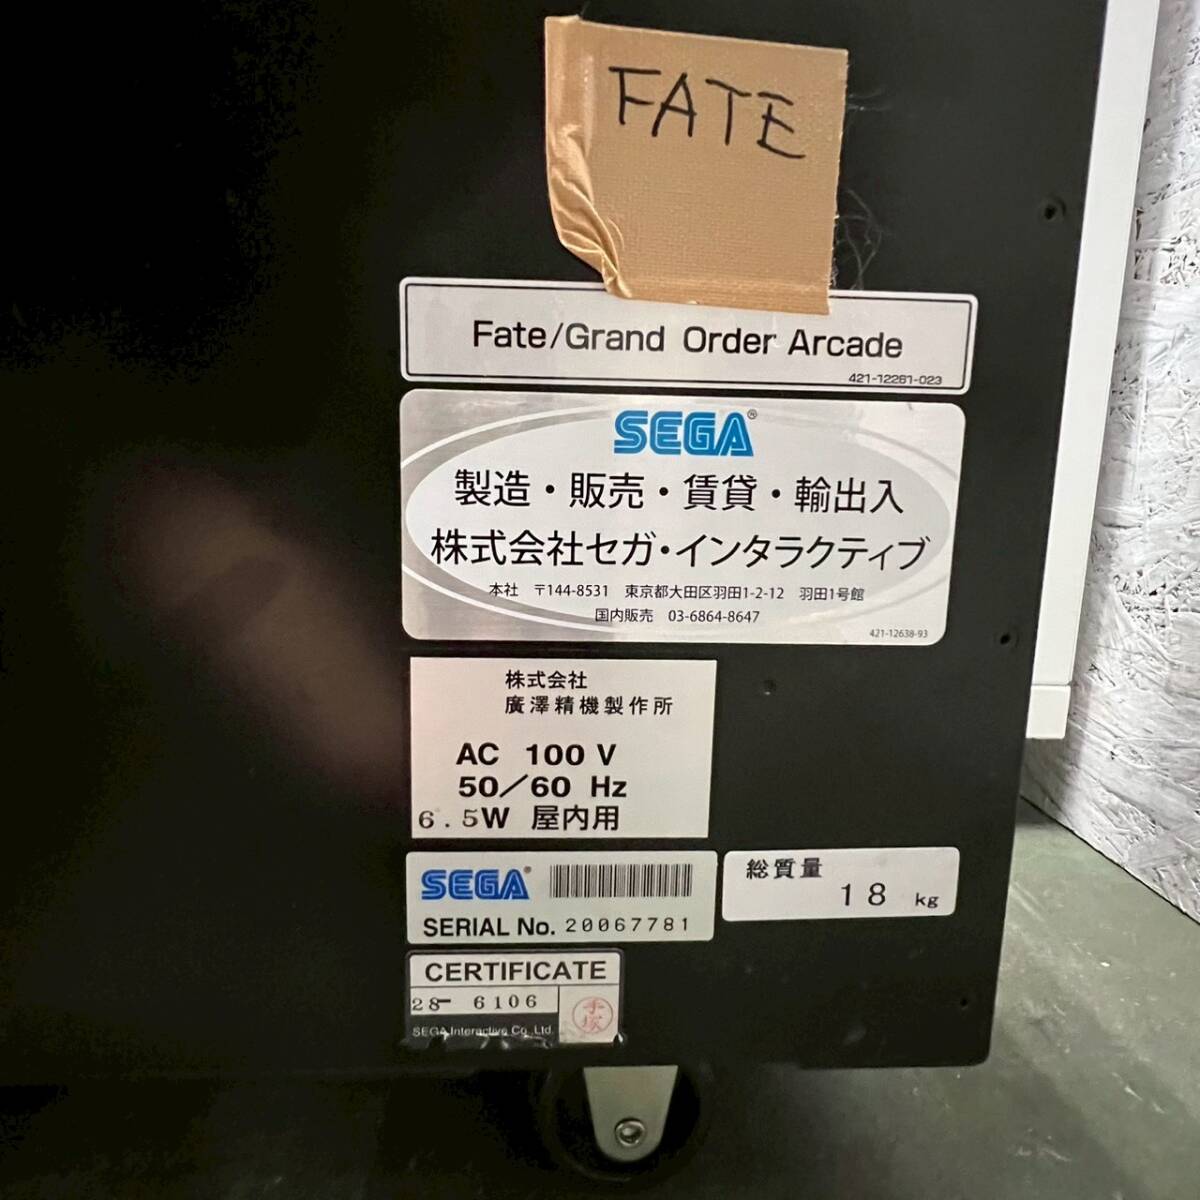 FATE
Fate/Grand Order Arcade
421-12281-023
SEGA®
製造・販売・賃貸・輸出入
株式会社セガ・インタラクティブ
本社 〒144-8531 東京都大田区羽田1-2-12 羽田1号館
国内販売 03-6864-8647
421-12638-93
株式会社
廣澤精機製作所
AC 100 V
50/60 Hz
6.5W 屋内用
SEGA®
SERIAL No. 20067781
総質量
18 kg
CERTIFICATE
28- 6106
手塚
SEGA Interactive Co., Ltd.